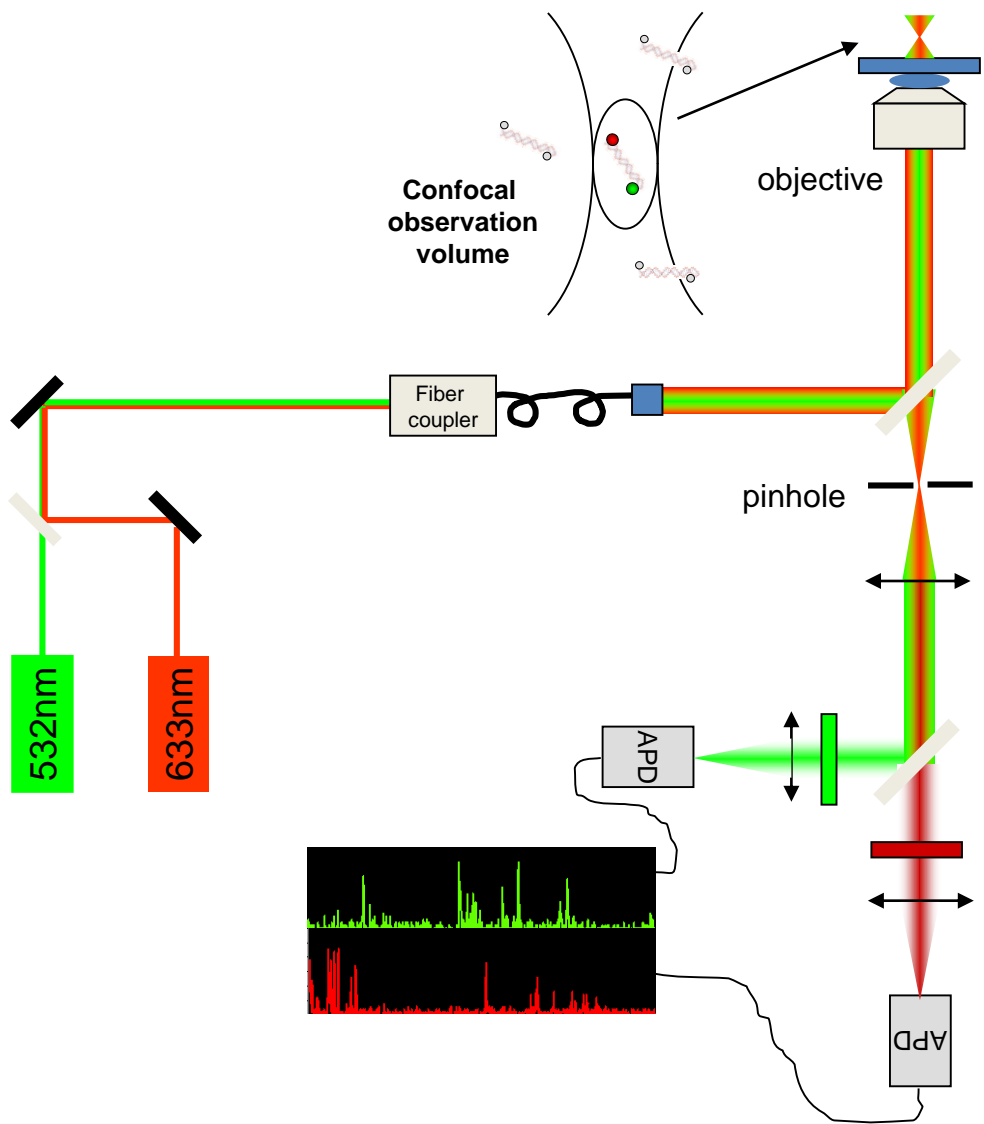 Confocal
observation
volume
objective
Fiber
coupler
pinhole
532nm
633nm
APD
APD